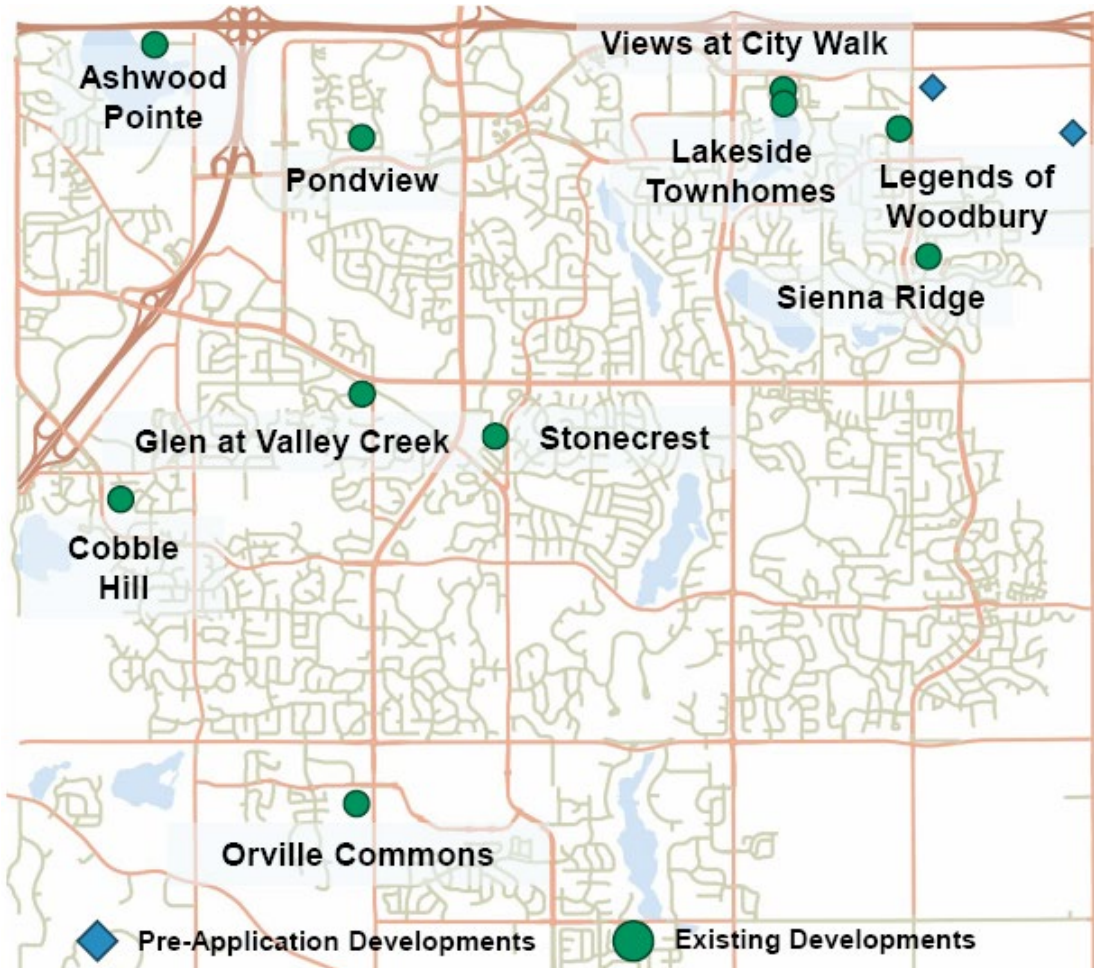 Views at City Walk
Ashwood
Pointe
Pondview
Lakeside
Townhomes
Legends of
Woodbury
Sienna Ridge
Glen at Valley Creek
Stonecrest
Cobble
Hill
Orville Commons
Pre-Application Developments
Existing Developments